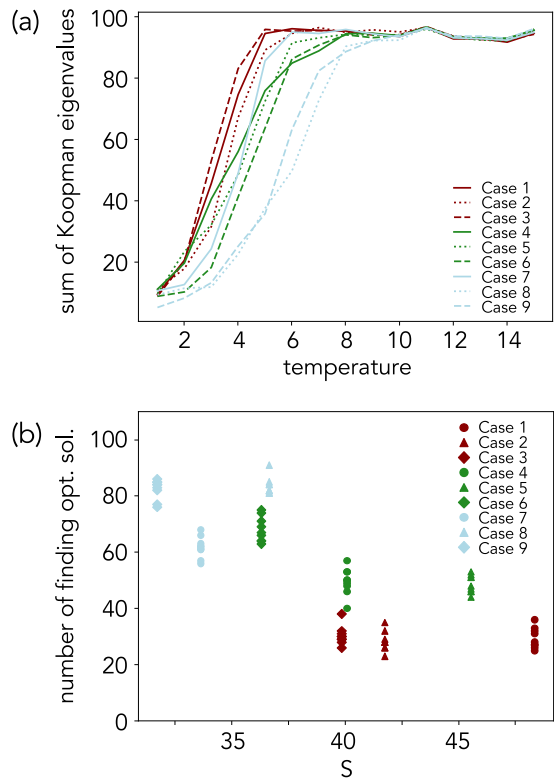 (a)
sum of Koopman eigenvalues
100
80
60
40
20
Case 1
Case 2
Case 3
Case 4
Case 5
Case 6
Case 7
Case 8
Case 9
2 4 6 8 10 12 14
temperature
(b)
number of finding opt. sol.
100
80
60
40
20
0
Case 1
Case 2
Case 3
Case 4
Case 5
Case 6
Case 7
Case 8
Case 9
35 40 45
S